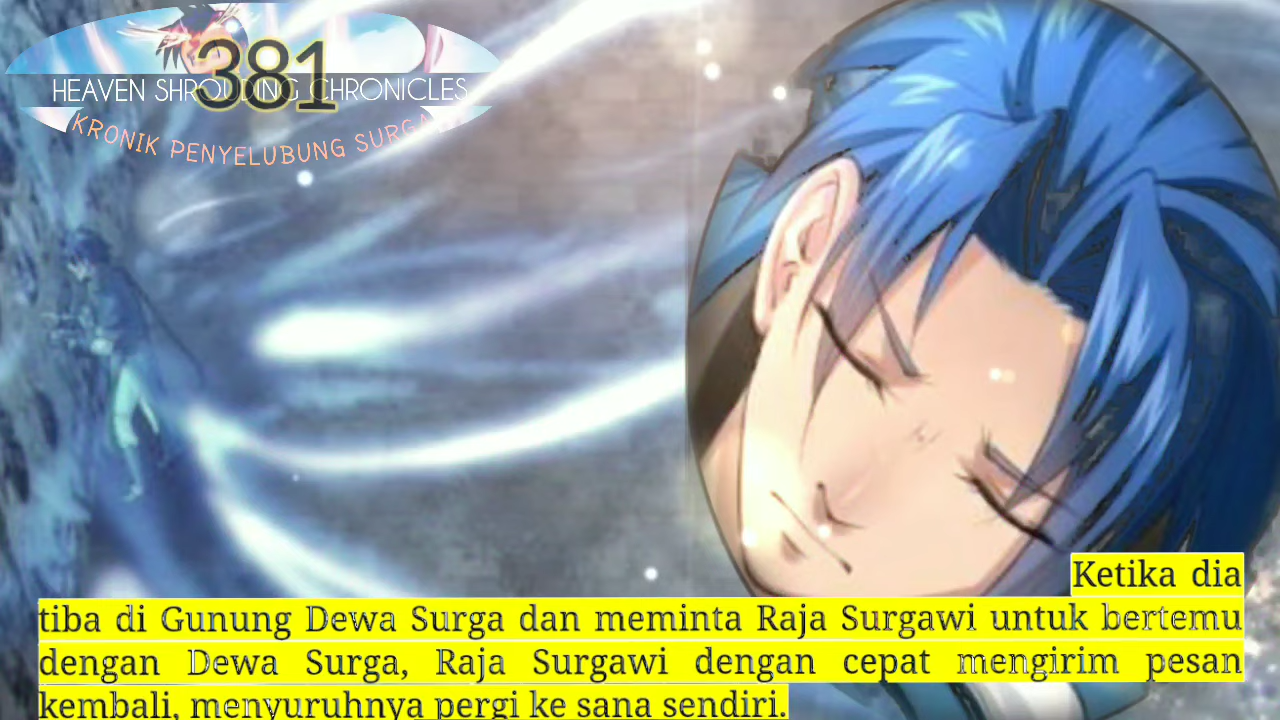 381
HEAVEN SHROUDING CHRONICLES
KRONIK PENYELUBUNG SURGA
Ketika dia
tiba di Gunung Dewa Surga dan meminta Raja Surgawi untuk bertemu
dengan Dewa Surga, Raja Surgawi dengan cepat mengirim pesan
kembali, menyuruhnya pergi ke sana sendiri.